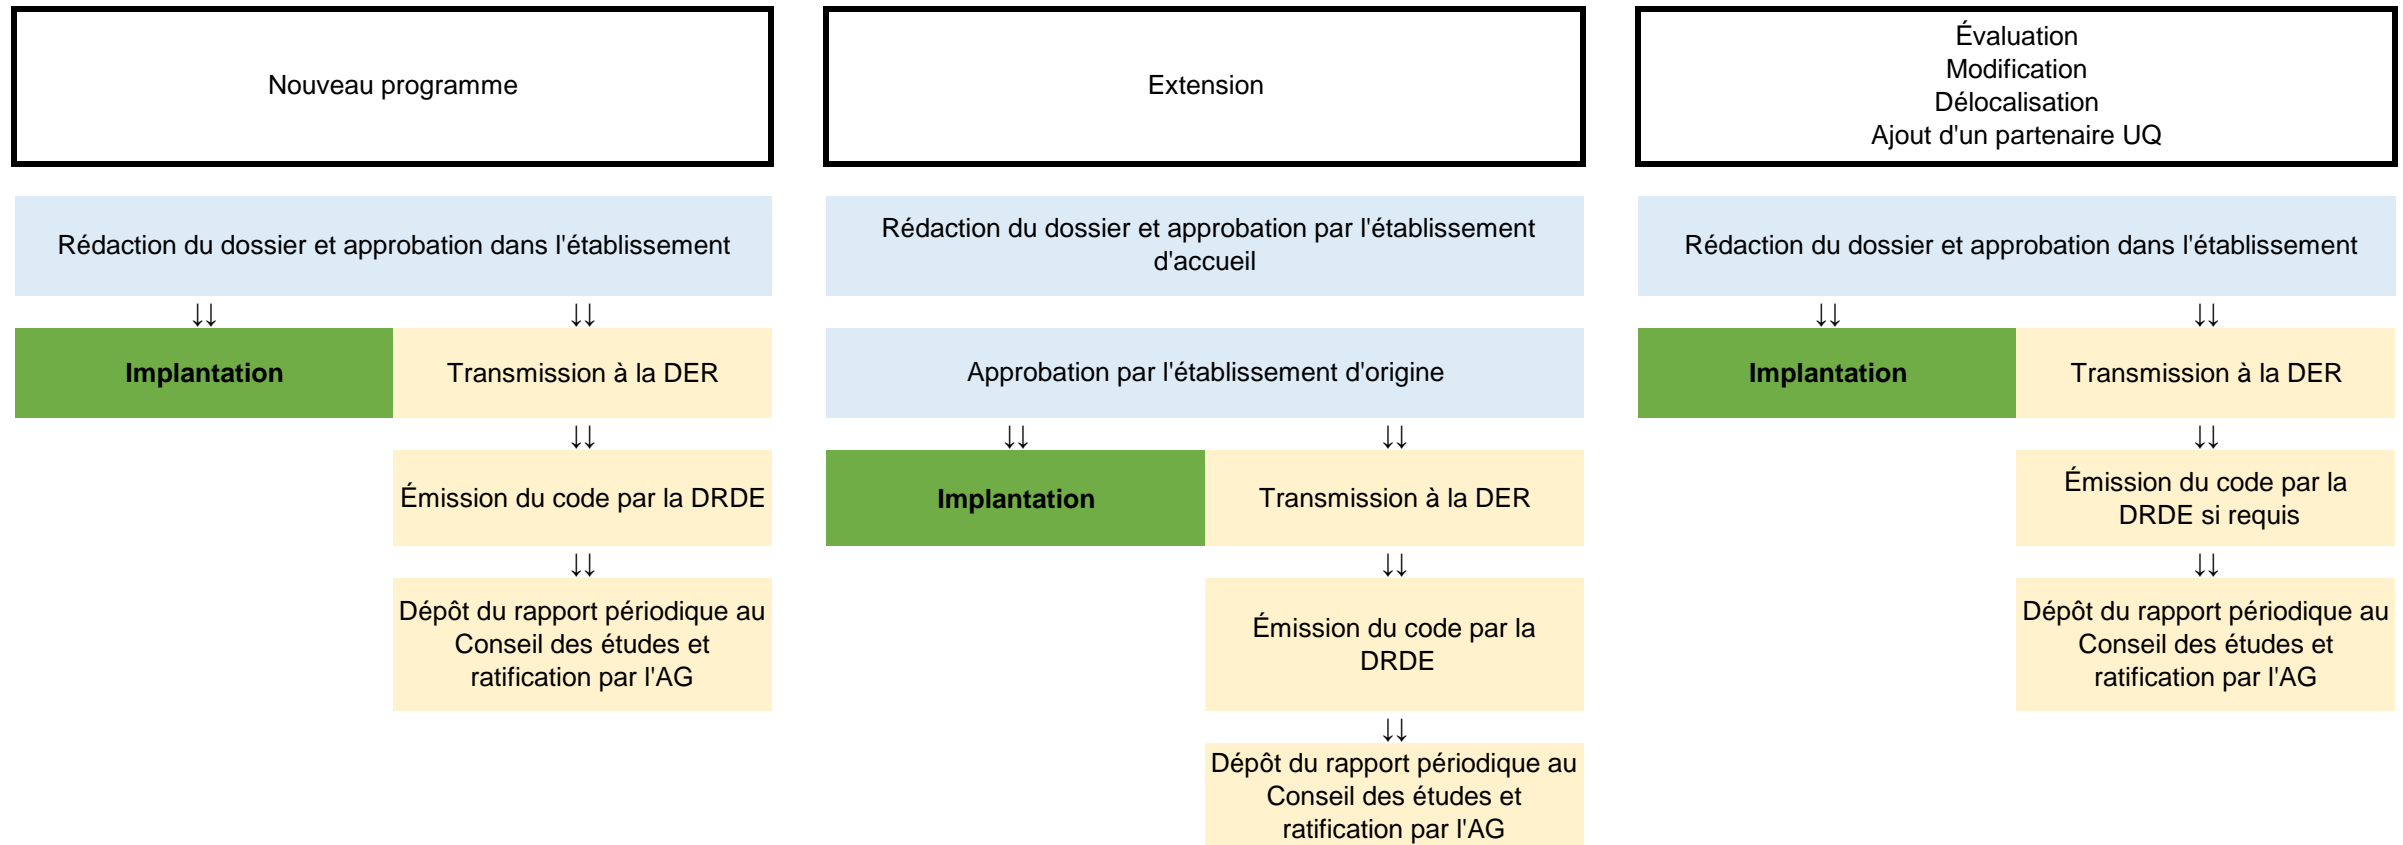 Nouveau programme
Rédaction du dossier et approbation dans l'établissement
↓↓ ↓↓
Implantation
Transmission à la DER
↓↓
Émission du code par la DRDE
↓↓
Dépôt du rapport périodique au
Conseil des études et
ratification par l'AG
Extension
Rédaction du dossier et approbation par l'établissement
d'accueil
Approbation par l'établissement d'origine
↓↓ ↓↓
Implantation
Transmission à la DER
↓↓
Émission du code par la
DRDE
↓↓
Dépôt du rapport périodique au
Conseil des études et
ratification par l'AG
Évaluation
Modification
Délocalisation
Ajout d'un partenaire UQ
Rédaction du dossier et approbation dans l'établissement
↓↓ ↓↓
Implantation
Transmission à la DER
↓↓
Émission du code par la
DRDE si requis
↓↓
Dépôt du rapport périodique au
Conseil des études et
ratification par l'AG